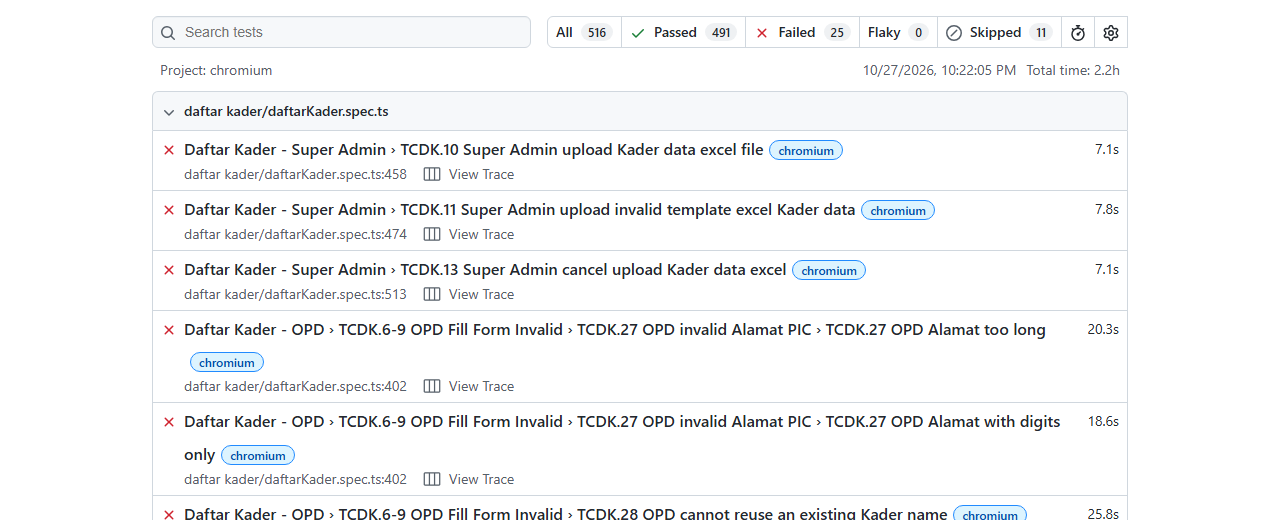 Search tests
All 516 Passed 491 Failed 25 Flaky 0 Skipped 11
Project: chromium 10/27/2026, 10:22:05 PM Total time: 2.2h
daftar kader/daftarKader.spec.ts
Daftar Kader - Super Admin › TCDK.10 Super Admin upload Kader data excel file chromium 7.1s
daftar kader/daftarKader.spec.ts:458 View Trace
Daftar Kader - Super Admin › TCDK.11 Super Admin upload invalid template excel Kader data chromium 7.8s
daftar kader/daftarKader.spec.ts:474 View Trace
Daftar Kader - Super Admin › TCDK.13 Super Admin cancel upload Kader data excel chromium 7.1s
daftar kader/daftarKader.spec.ts:513 View Trace
Daftar Kader - OPD › TCDK.6-9 OPD Fill Form Invalid › TCDK.27 OPD invalid Alamat PIC › TCDK.27 OPD Alamat too long 20.3s
chromium
daftar kader/daftarKader.spec.ts:402 View Trace
Daftar Kader - OPD › TCDK.6-9 OPD Fill Form Invalid › TCDK.27 OPD invalid Alamat PIC › TCDK.27 OPD Alamat with digits 18.6s
only chromium
daftar kader/daftarKader.spec.ts:402 View Trace
Daftar Kader - OPD › TCDK.6-9 OPD Fill Form Invalid › TCDK.28 OPD cannot reuse an existing Kader name chromium 25.8s